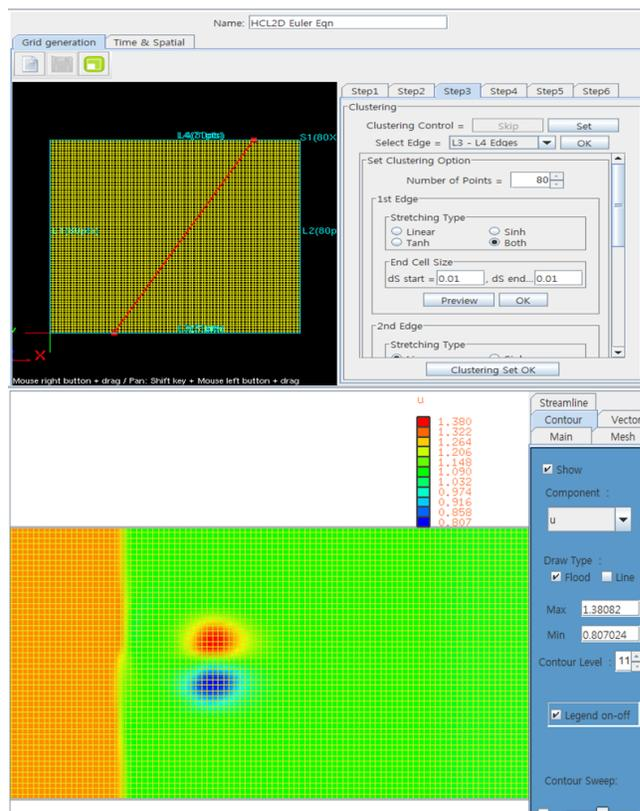 Name: HCL2D Euler Eqn
Grid generation Time & Spatial
Step1 Step2 Step3 Step4 Step5 Step6
Clustering
Clustering Control = Skip Set
Select Edge = L3 - L4 Edges OK
Set Clustering Option
Number of Points = 80
1st Edge
Stretching Type
Linear Sinh
Tanh Both
End Cell Size
dS start = 0.01 , dS end... 0.01
Preview OK
2nd Edge
Stretching Type
Clustering Set OK
S1(80X
L2(80p
X
Mouse right button + drag / Pan: Shift key + Mouse left button + drag
u
1.380
1.322
1.264
1.206
1.148
1.090
1.032
0.974
0.916
0.858
0.807
Streamline
Contour Vector
Main Mesh
Show
Component :
u
Draw Type :
Flood Line
Max 1.38082
Min 0.807024
Contour Level : 11
Legend on-off
Contour Sweep: